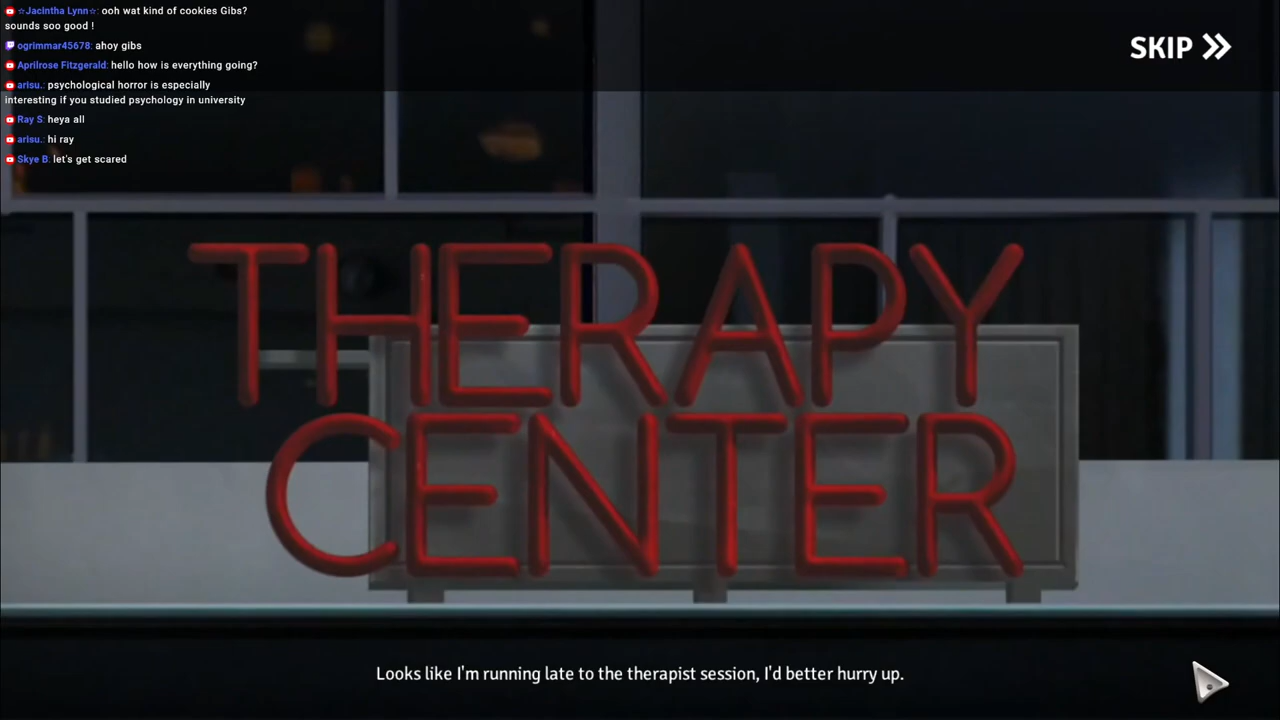 ☆Jacintha Lynn☆: ooh wat kind of cookies Gibs?
sounds soo good !
ogrimmar45678: ahoy gibs
Aprilrose Fitzgerald: hello how is everything going?
arisu.: psychological horror is especially
interesting if you studied psychology in university
Ray S: heya all
arisu.: hi ray
Skye B: let's get scared
SKIP
THERAPY
CENTER
Looks like I'm running late to the therapist session, I'd better hurry up.